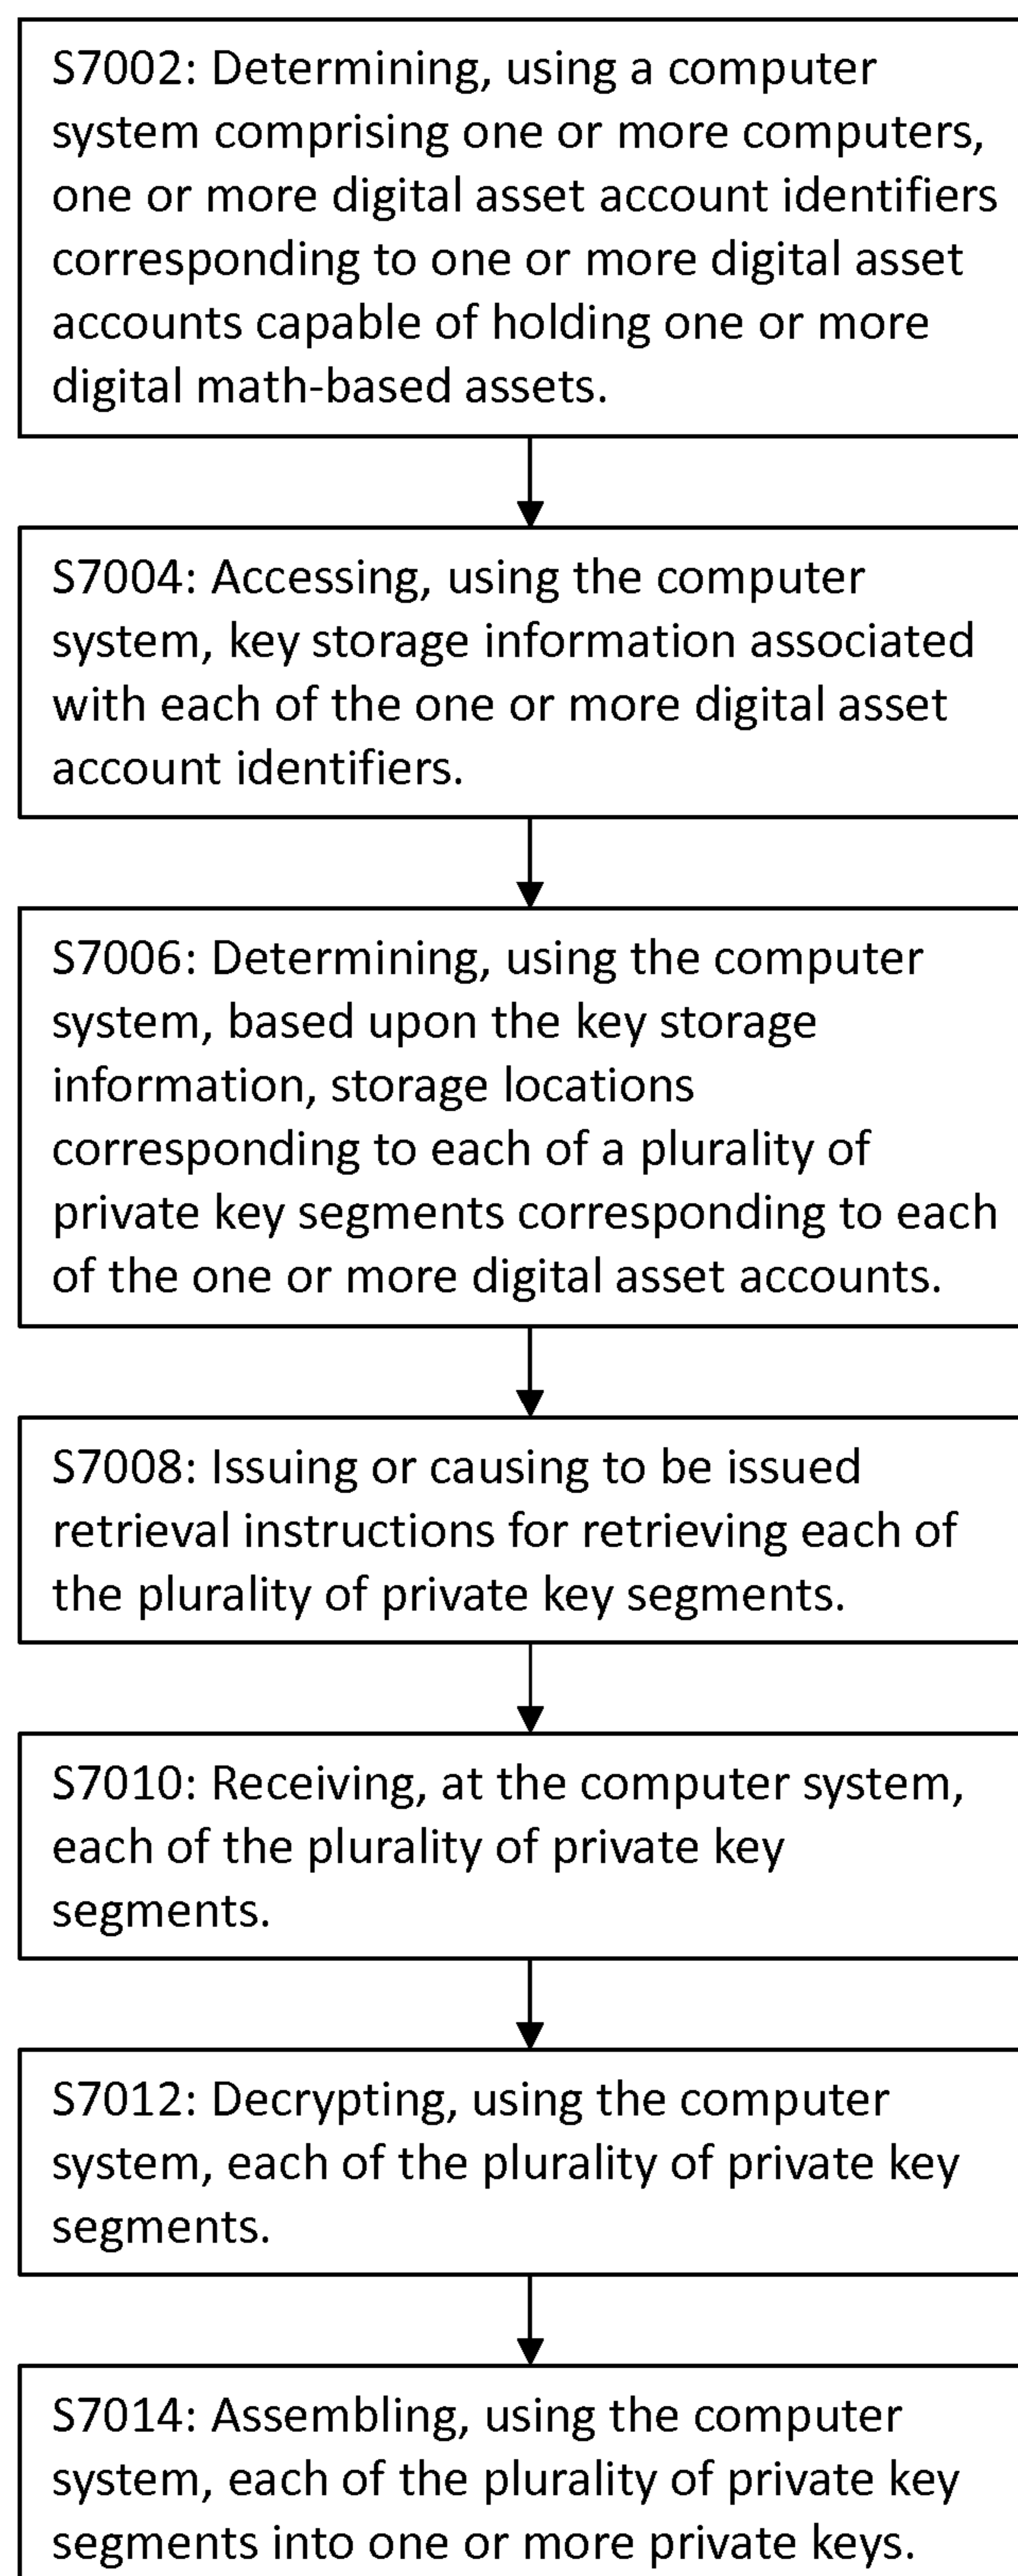 S7002: Determining, using a computer
system comprising one or more computers,
one or more digital asset account identifiers
corresponding to one or more digital asset
accounts capable of holding one or more
digital math-based assets.
S7004: Accessing, using the computer
system, key storage information associated
with each of the one or more digital asset
account identifiers.
S7006: Determining, using the computer
system, based upon the key storage
information, storage locations
corresponding to each of a plurality of
private key segments corresponding to each
of the one or more digital asset accounts.
S7008: Issuing or causing to be issued
retrieval instructions for retrieving each of
the plurality of private key segments.
S7010: Receiving, at the computer system,
each of the plurality of private key
segments.
S7012: Decrypting, using the computer
system, each of the plurality of private key
segments.
S7014: Assembling, using the computer
system, each of the plurality of private key
segments into one or more private keys.